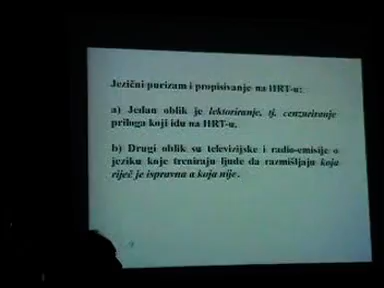 Jezični purizam i propisivanje na HRT-u:
a) Jedan oblik je lektoriranje, tj. cenzuriranje
priloga koji idu na HRT-u.
b) Drugi oblik su televizijske i radio-emisije o
jeziku koje treniraju ljude da razmišljaju koja
riječ je ispravna a koja nije.